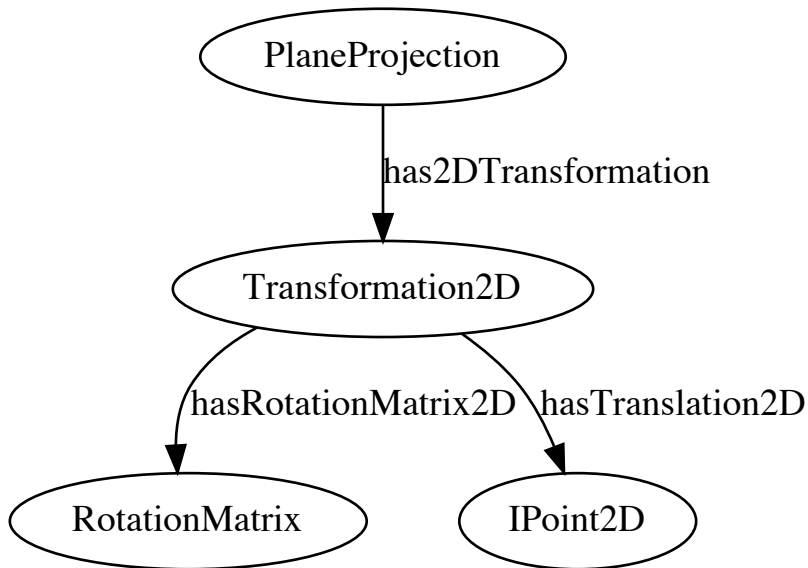 PlaneProjection
has2DTransformation
Transformation2D
hasRotationMatrix2D
hasTranslation2D
RotationMatrix
IPoint2D